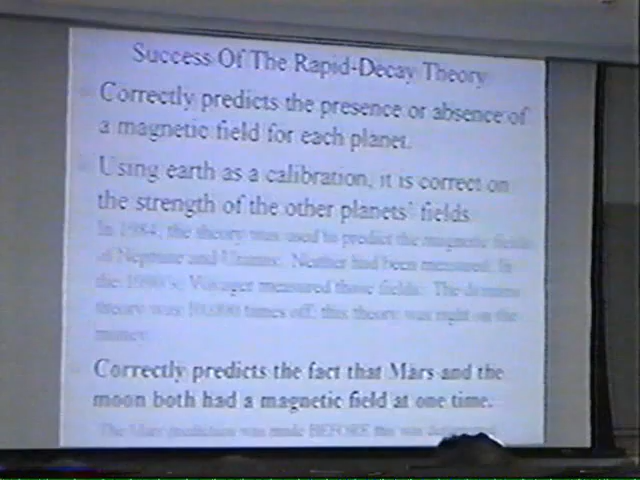 Success Of The Rapid-Decay Theory
Correctly predicts the presence or absence of
a magnetic field for each planet.
Using earth as a calibration, it is correct on
the strength of the other planets' fields
In 1984, the theory was used to predict the magnetic fields
of Neptune and Uranus. Neither had been measured. In
the 1990's, Voyager measured those fields. The dynamo
theory was 10,000 times off; this theory was right on the
money.
Correctly predicts the fact that Mars and the
moon both had a magnetic field at one time.
The Mars prediction was made BEFORE this was